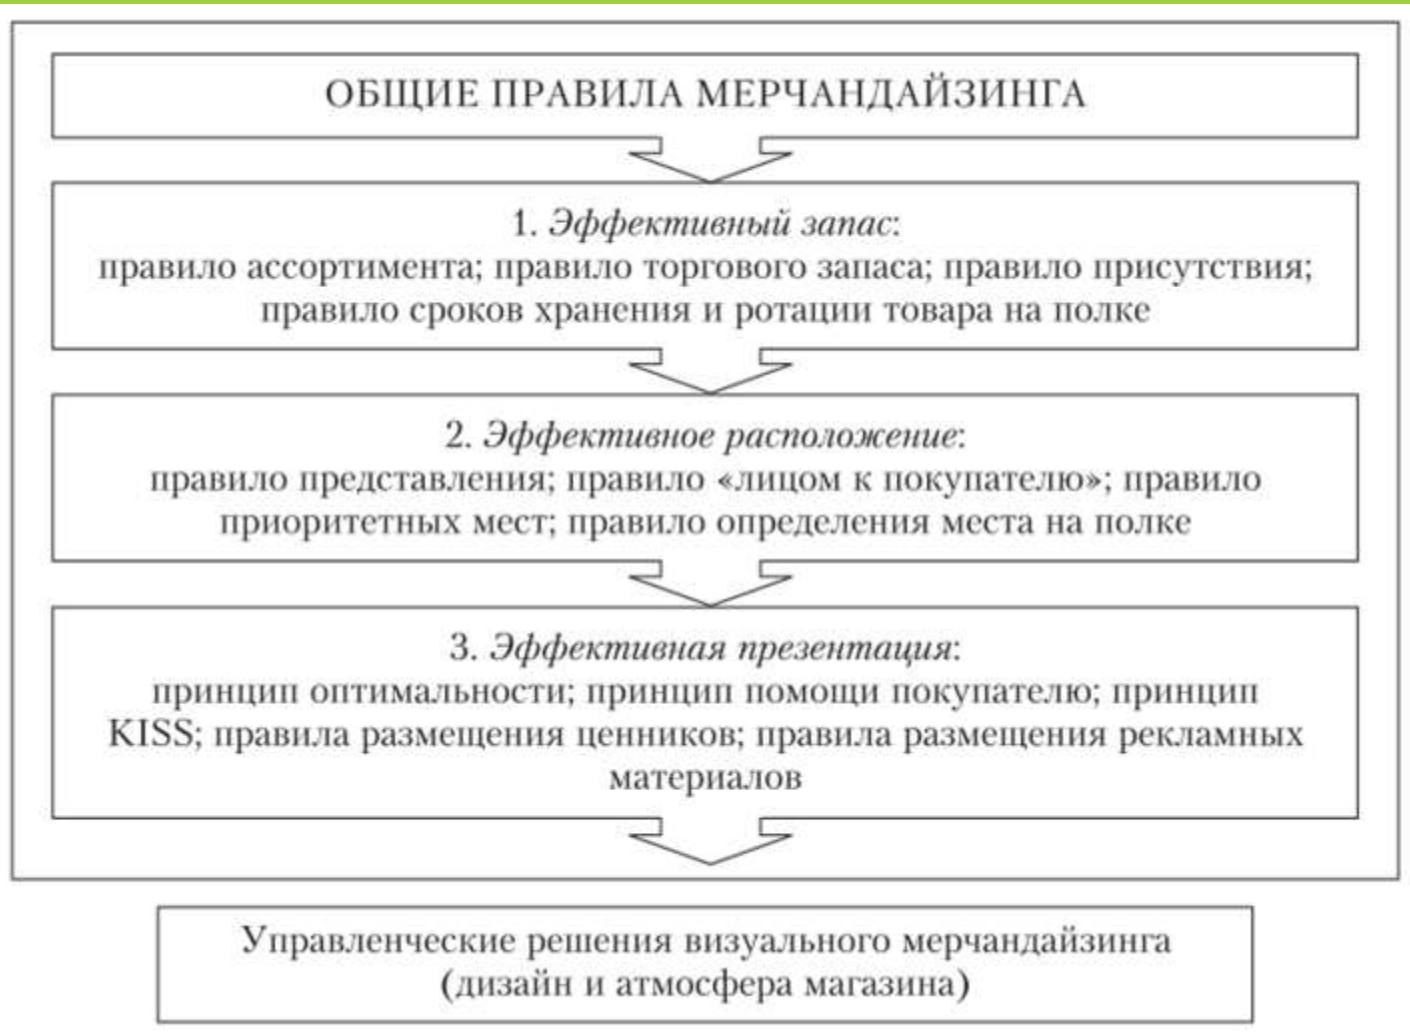 ОБЩИЕ ПРАВИЛА МЕРЧАНДАЙЗИНГА
1. Эффективный запас:
правило ассортимента; правило торгового запаса; правило присутствия;
правило сроков хранения и ротации товара на полке
2. Эффективное расположение:
правило представления; правило «лицом к покупателю»; правило
приоритетных мест; правило определения места на полке
3. Эффективная презентация:
принцип оптимальности; принцип помощи покупателю; принцип
KISS; правила размещения ценников; правила размещения рекламных
материалов
Управленческие решения визуального мерчандайзинга
(дизайн и атмосфера магазина)